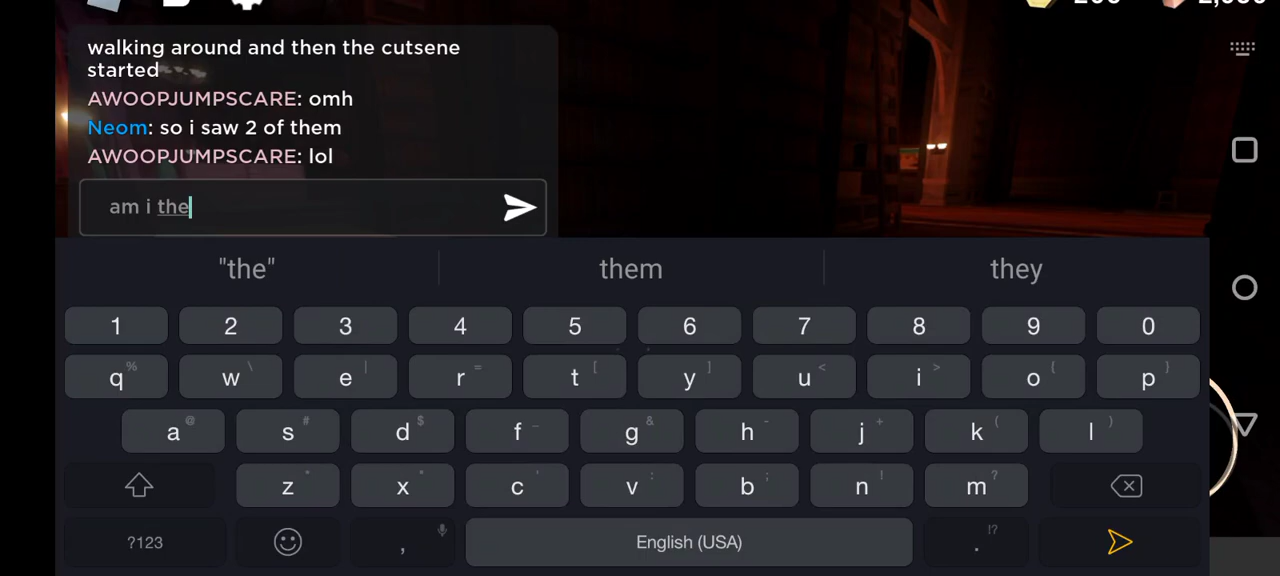 walking around and then the cutsene
started
AWOOPJUMPSCARE: omh
Neom: so i saw 2 of them
AWOOPJUMPSCARE: lol
am i the
"the" them they
1 2 3 4 5 6 7 8 9 0
q % w \ e | r = t [ y ] u < i > o { p }
a @ s # d $ f _ g & h - j + k ( l )
z * x " c ' v : b ; n ! m ?
?123 , English (USA) . !?